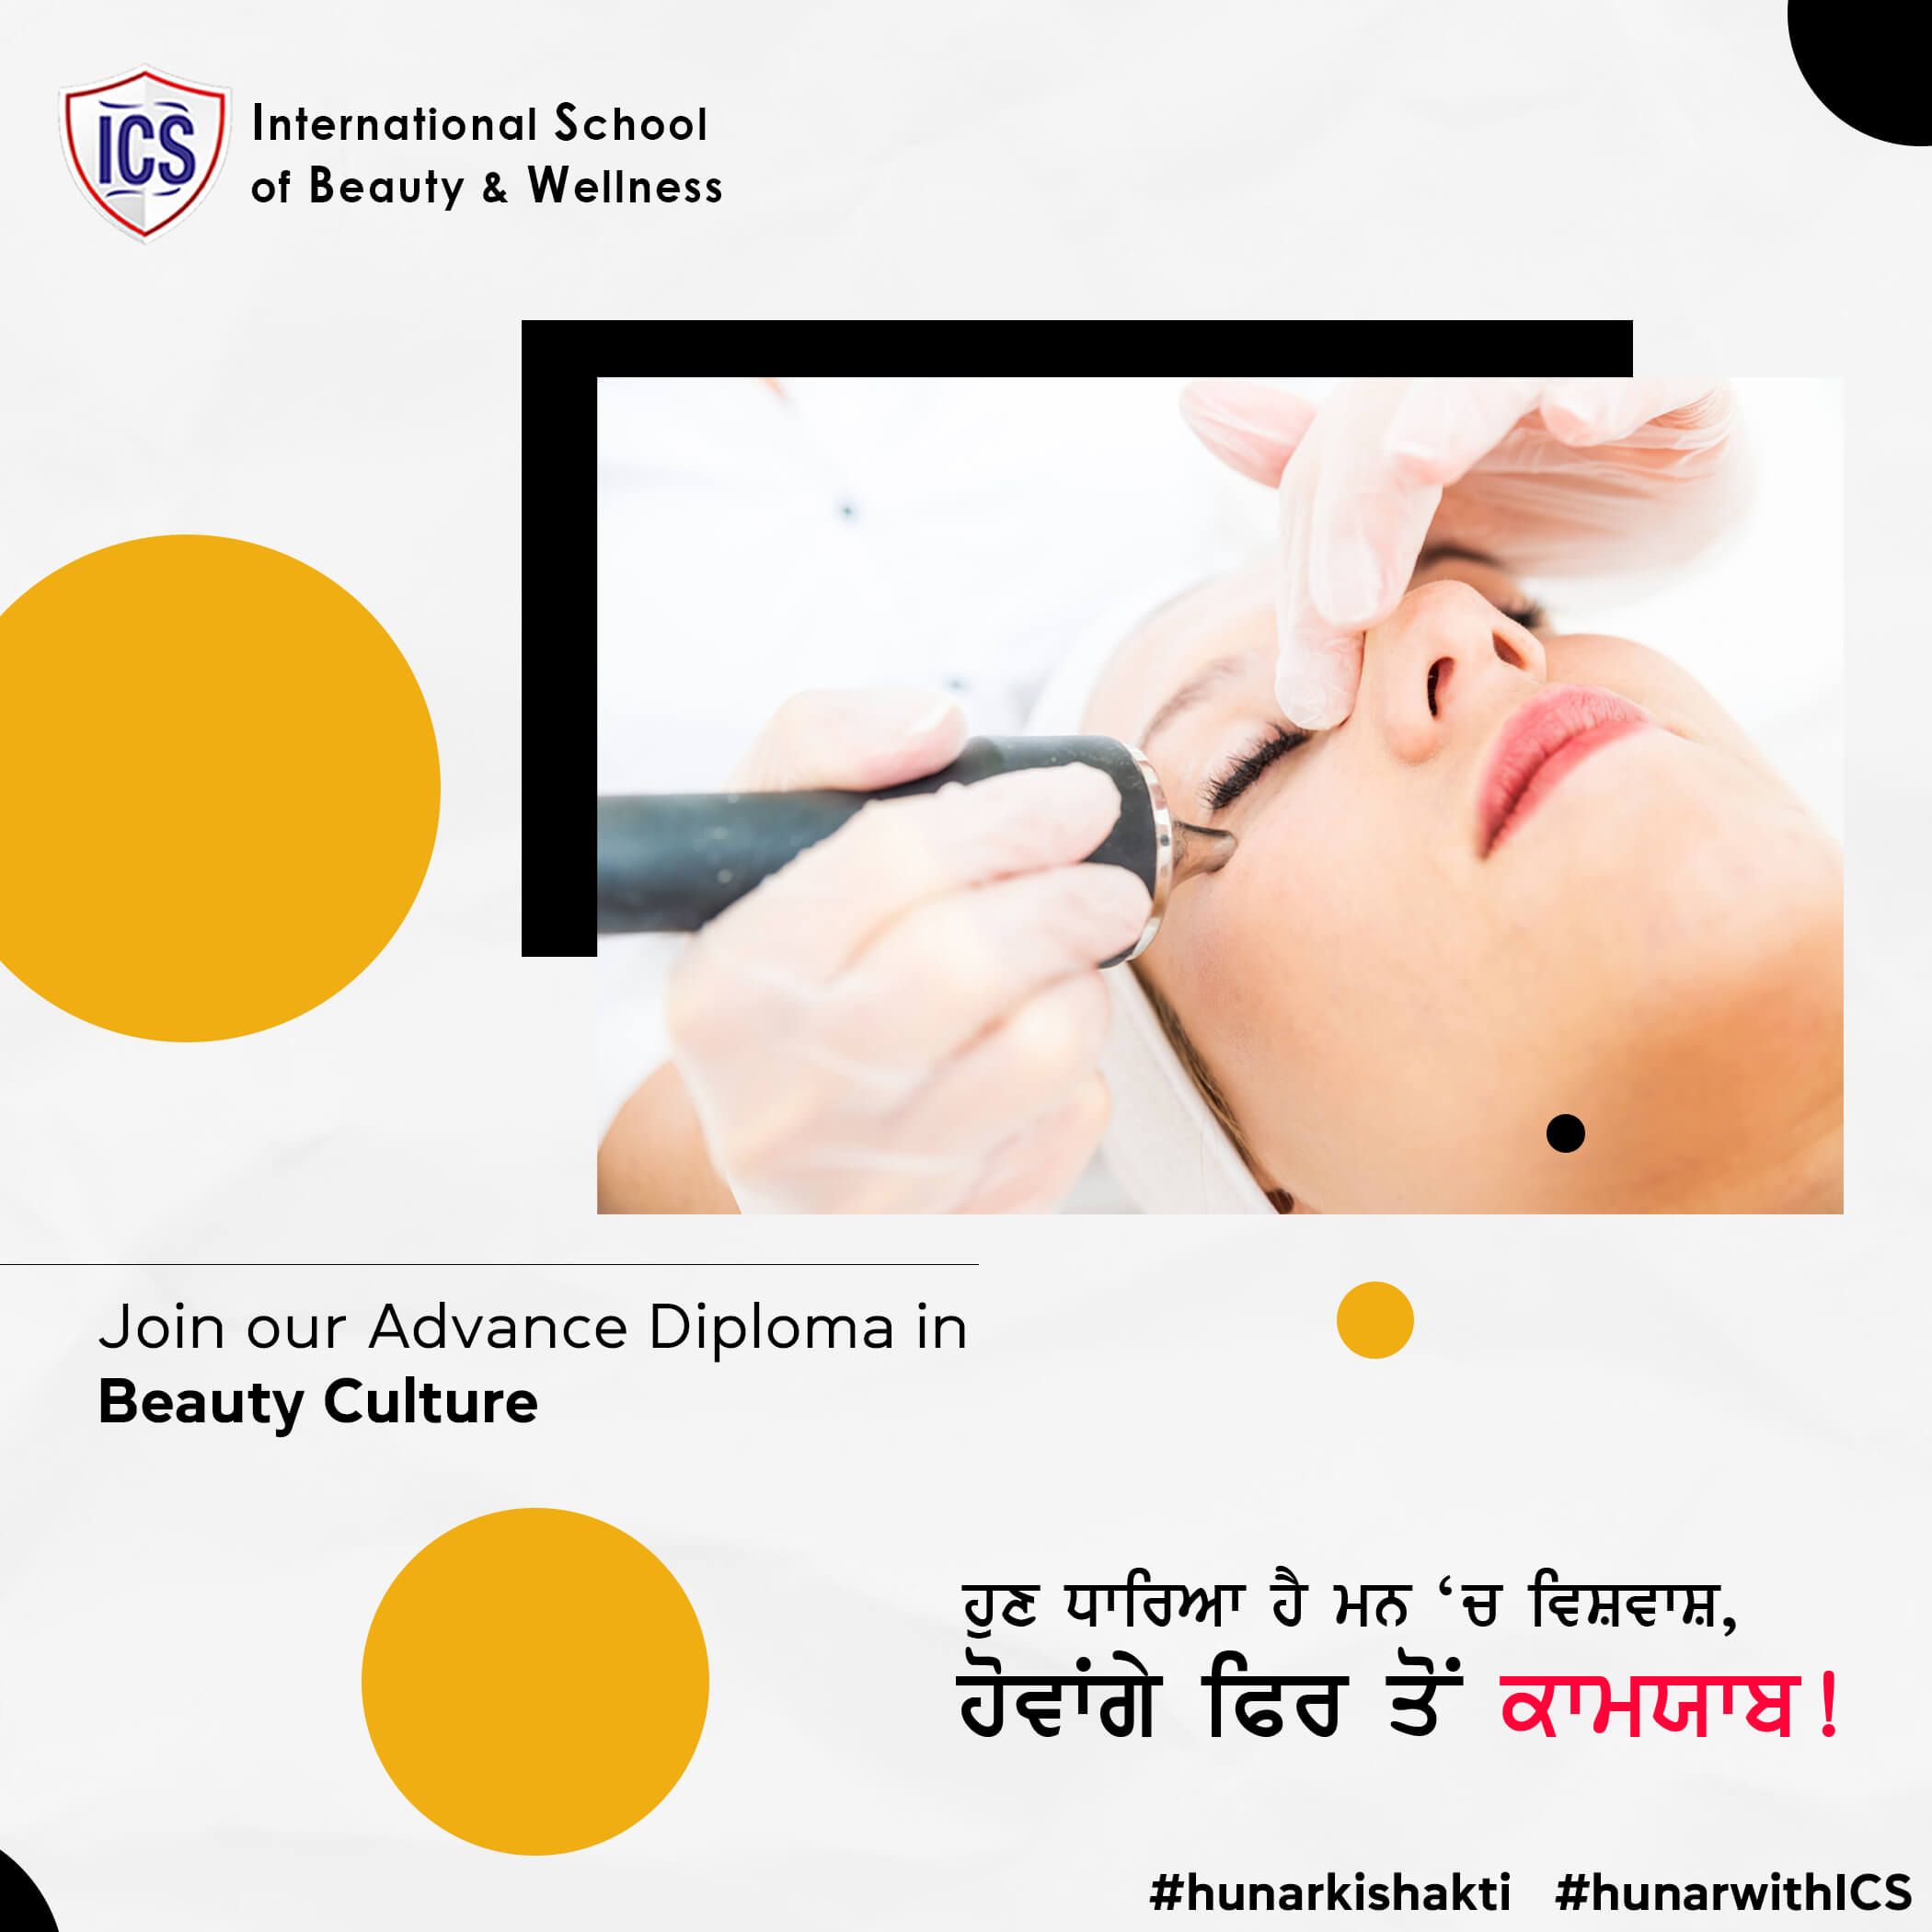 ICS
International School
of Beauty & Wellness
Join our Advance Diploma in
Beauty Culture
ਹੁਣ ਧਾਰਿਆ ਹੈ ਮਨ ‘ਚ ਵਿਸ਼ਵਾਸ਼,
ਹੋਵਾਂਗੇ ਫਿਰ ਤੋਂ ਕਾਮਯਾਬ!
#hunarkishakti #hunarwithICS